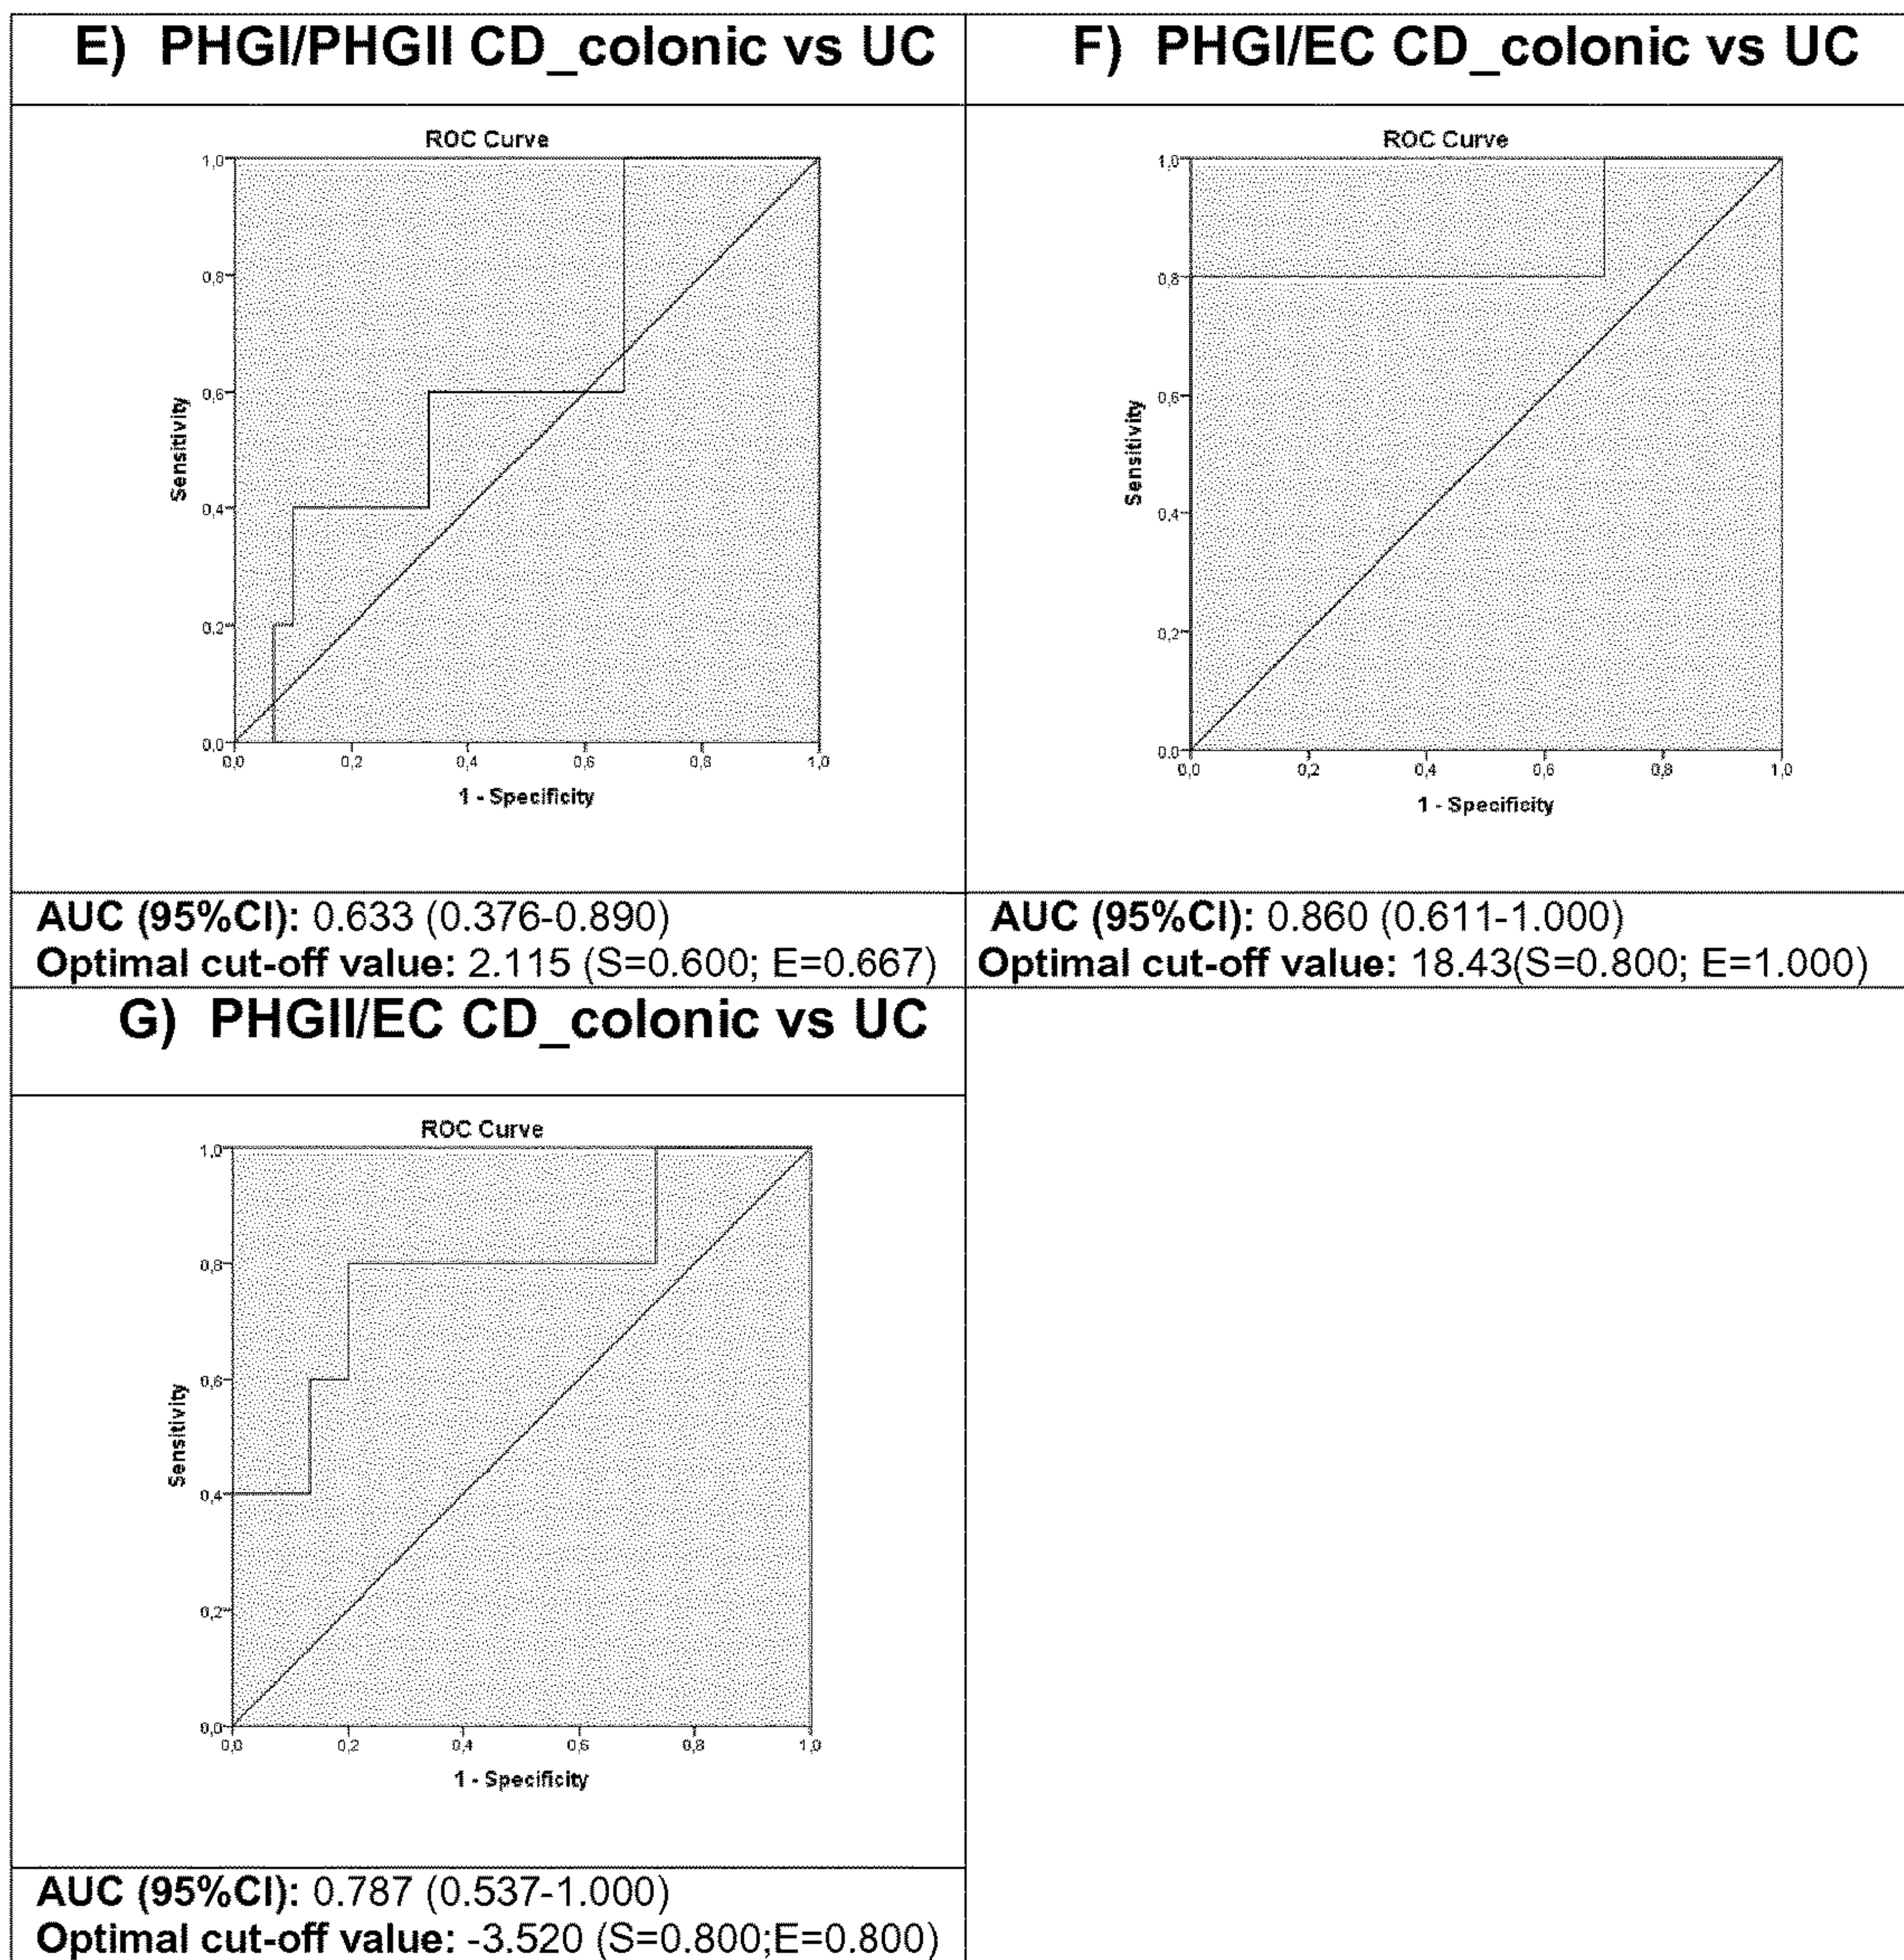 E) PHGI/PHGII CD_colonic vs UC
ROC Curve
1,0
0,8
0,6
0,4
0,2
0,0
Sensitivity
0,0 0,2 0,4 0,6 0,8 1,0
1 - Specificity
AUC (95%CI): 0.633 (0.376-0.890)
Optimal cut-off value: 2.115 (S=0.600; E=0.667)
F) PHGI/EC CD_colonic vs UC
ROC Curve
1,0
0,8
0,6
0,4
0,2
0,0
Sensitivity
0,0 0,2 0,4 0,6 0,8 1,0
1 - Specificity
AUC (95%CI): 0.860 (0.611-1.000)
Optimal cut-off value: 18.43(S=0.800; E=1.000)
G) PHGII/EC CD_colonic vs UC
ROC Curve
1,0
0,8
0,6
0,4
0,2
0,0
Sensitivity
0,0 0,2 0,4 0,6 0,8 1,0
1 - Specificity
AUC (95%CI): 0.787 (0.537-1.000)
Optimal cut-off value: -3.520 (S=0.800;E=0.800)